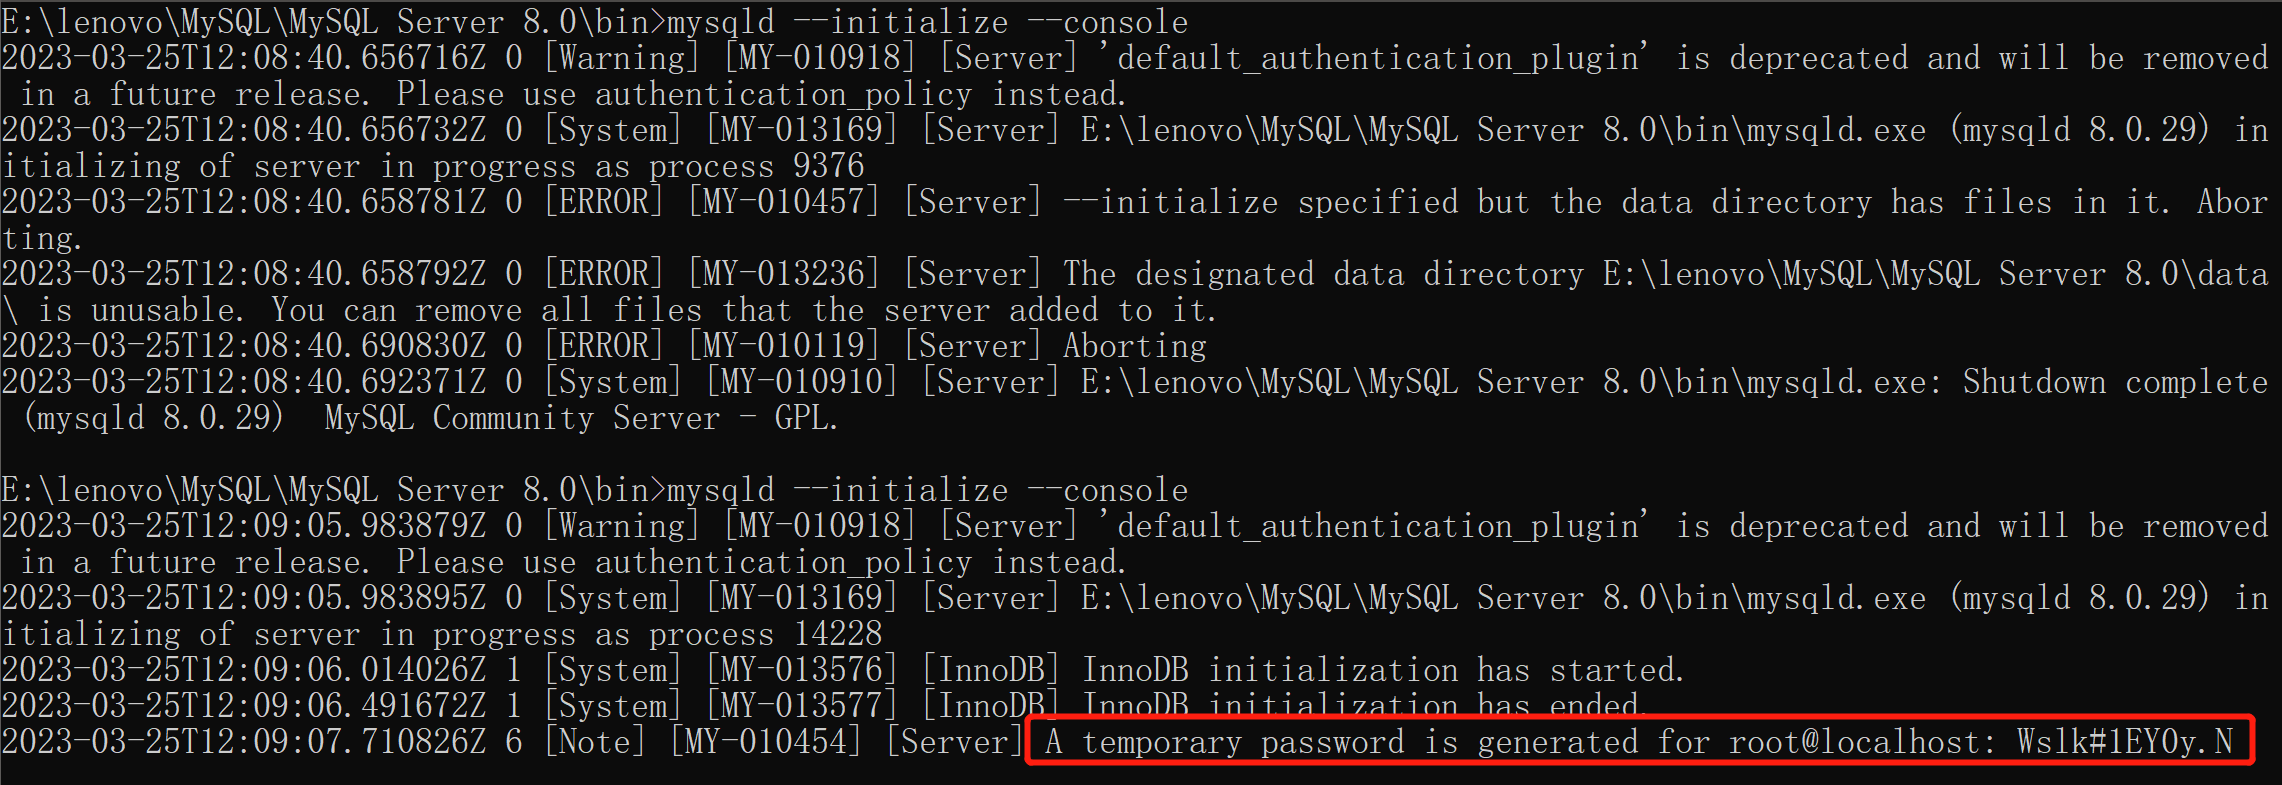 E:\lenovo\MySQL\MySQL Server 8.0\bin>mysqld --initialize --console
2023-03-25T12:08:40.656716Z 0 [Warning] [MY-010918] [Server] 'default_authentication_plugin' is deprecated and will be removed
 in a future release. Please use authentication_policy instead.
2023-03-25T12:08:40.656732Z 0 [System] [MY-013169] [Server] E:\lenovo\MySQL\MySQL Server 8.0\bin\mysqld.exe (mysqld 8.0.29) in
itializing of server in progress as process 9376
2023-03-25T12:08:40.658781Z 0 [ERROR] [MY-010457] [Server] --initialize specified but the data directory has files in it. Abor
ting.
2023-03-25T12:08:40.658792Z 0 [ERROR] [MY-013236] [Server] The designated data directory E:\lenovo\MySQL\MySQL Server 8.0\data
\ is unusable. You can remove all files that the server added to it.
2023-03-25T12:08:40.690830Z 0 [ERROR] [MY-010119] [Server] Aborting
2023-03-25T12:08:40.692371Z 0 [System] [MY-010910] [Server] E:\lenovo\MySQL\MySQL Server 8.0\bin\mysqld.exe: Shutdown complete
 (mysqld 8.0.29)  MySQL Community Server - GPL.
E:\lenovo\MySQL\MySQL Server 8.0\bin>mysqld --initialize --console
2023-03-25T12:09:05.983879Z 0 [Warning] [MY-010918] [Server] 'default_authentication_plugin' is deprecated and will be removed
 in a future release. Please use authentication_policy instead.
2023-03-25T12:09:05.983895Z 0 [System] [MY-013169] [Server] E:\lenovo\MySQL\MySQL Server 8.0\bin\mysqld.exe (mysqld 8.0.29) in
itializing of server in progress as process 14228
2023-03-25T12:09:06.014026Z 1 [System] [MY-013576] [InnoDB] InnoDB initialization has started.
2023-03-25T12:09:06.491672Z 1 [System] [MY-013577] [InnoDB] InnoDB initialization has ended.
2023-03-25T12:09:07.710826Z 6 [Note] [MY-010454] [Server] A temporary password is generated for root@localhost: Wslk#1EY0y.N